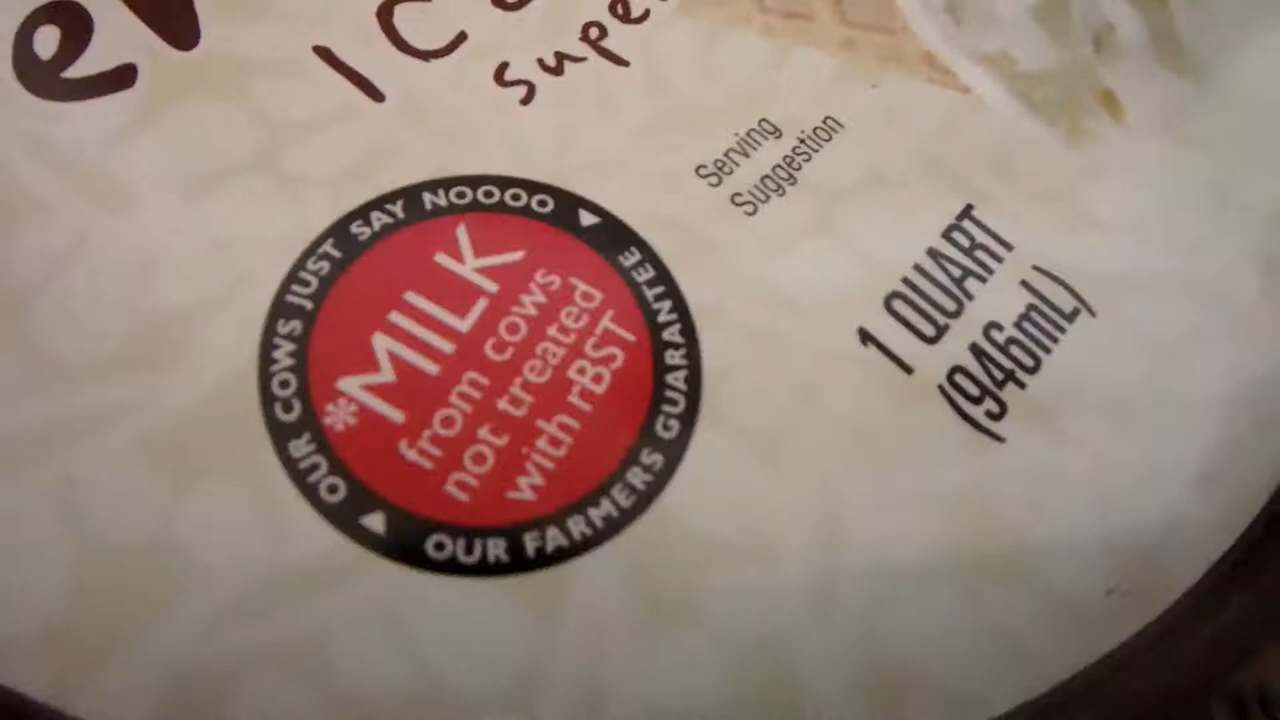 supe
Serving
Suggestion
1 QUART
(946mL)
OUR COWS JUST SAY NOOOO
*MILK
from cows
not treated
with rBST
OUR FARMERS GUARANTEE